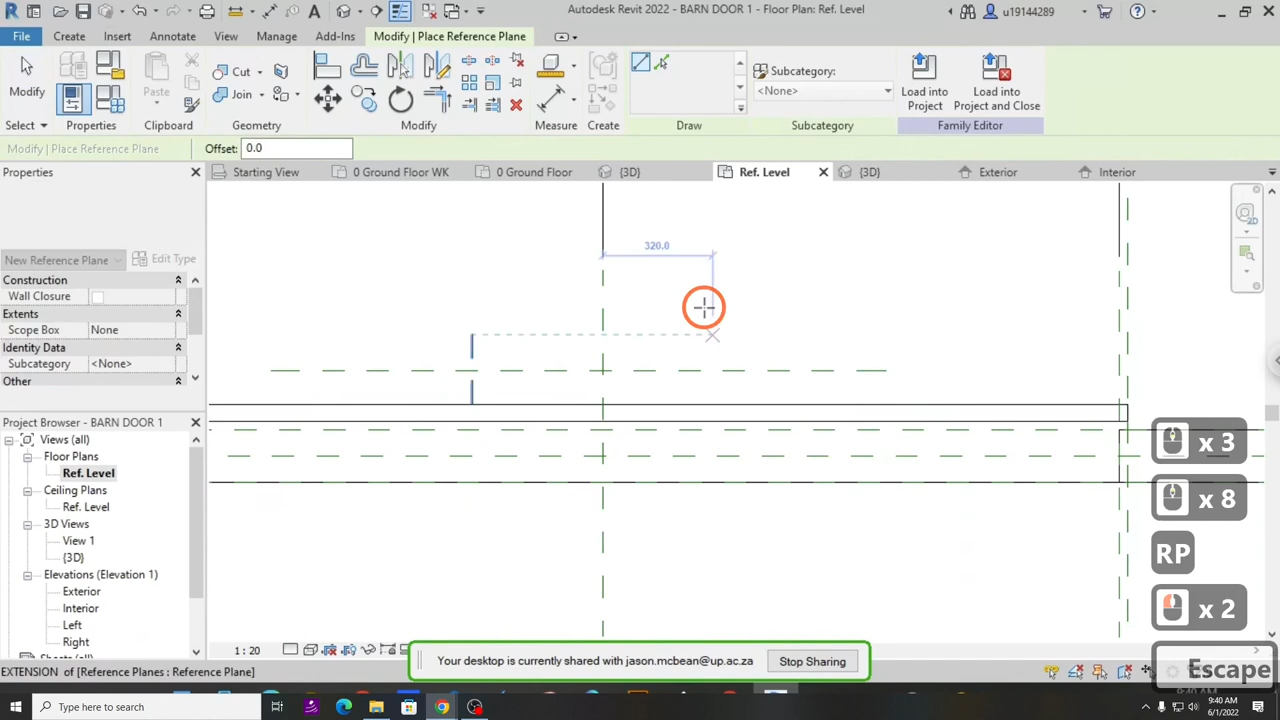 Autodesk Revit 2022 - BARN DOOR 1 - Floor Plan: Ref. Level
u19144289
File Create Insert Annotate View Manage Add-Ins Modify | Place Reference Plane
Modify
Paste
Cut
Join
Load into Project
Load into Project and Close
Subcategory:
<None>
Select Properties Clipboard Geometry Modify Measure Create Draw Subcategory Family Editor
Modify | Place Reference Plane Offset: 0.0
Properties
Starting View 0 Ground Floor WK 0 Ground Floor {3D} Ref. Level {3D} Exterior Interior
2D
New Reference Plane Edit Type
Construction
Wall Closure
Extents
Scope Box None
Identity Data
Subcategory <None>
Other
320.0
Project Browser - BARN DOOR 1
Views (all)
Floor Plans
Ref. Level
Ceiling Plans
Ref. Level
3D Views
View 1
{3D}
Elevations (Elevation 1)
Exterior
Interior
Left
Right
x 3
x 8
RP
x 2
Escape
1 : 20
Your desktop is currently shared with jason.mcbean@up.ac.za Stop Sharing
EXTENSION of [Reference Planes : Reference Plane]
Type here to search
9:40 AM
6/1/2022